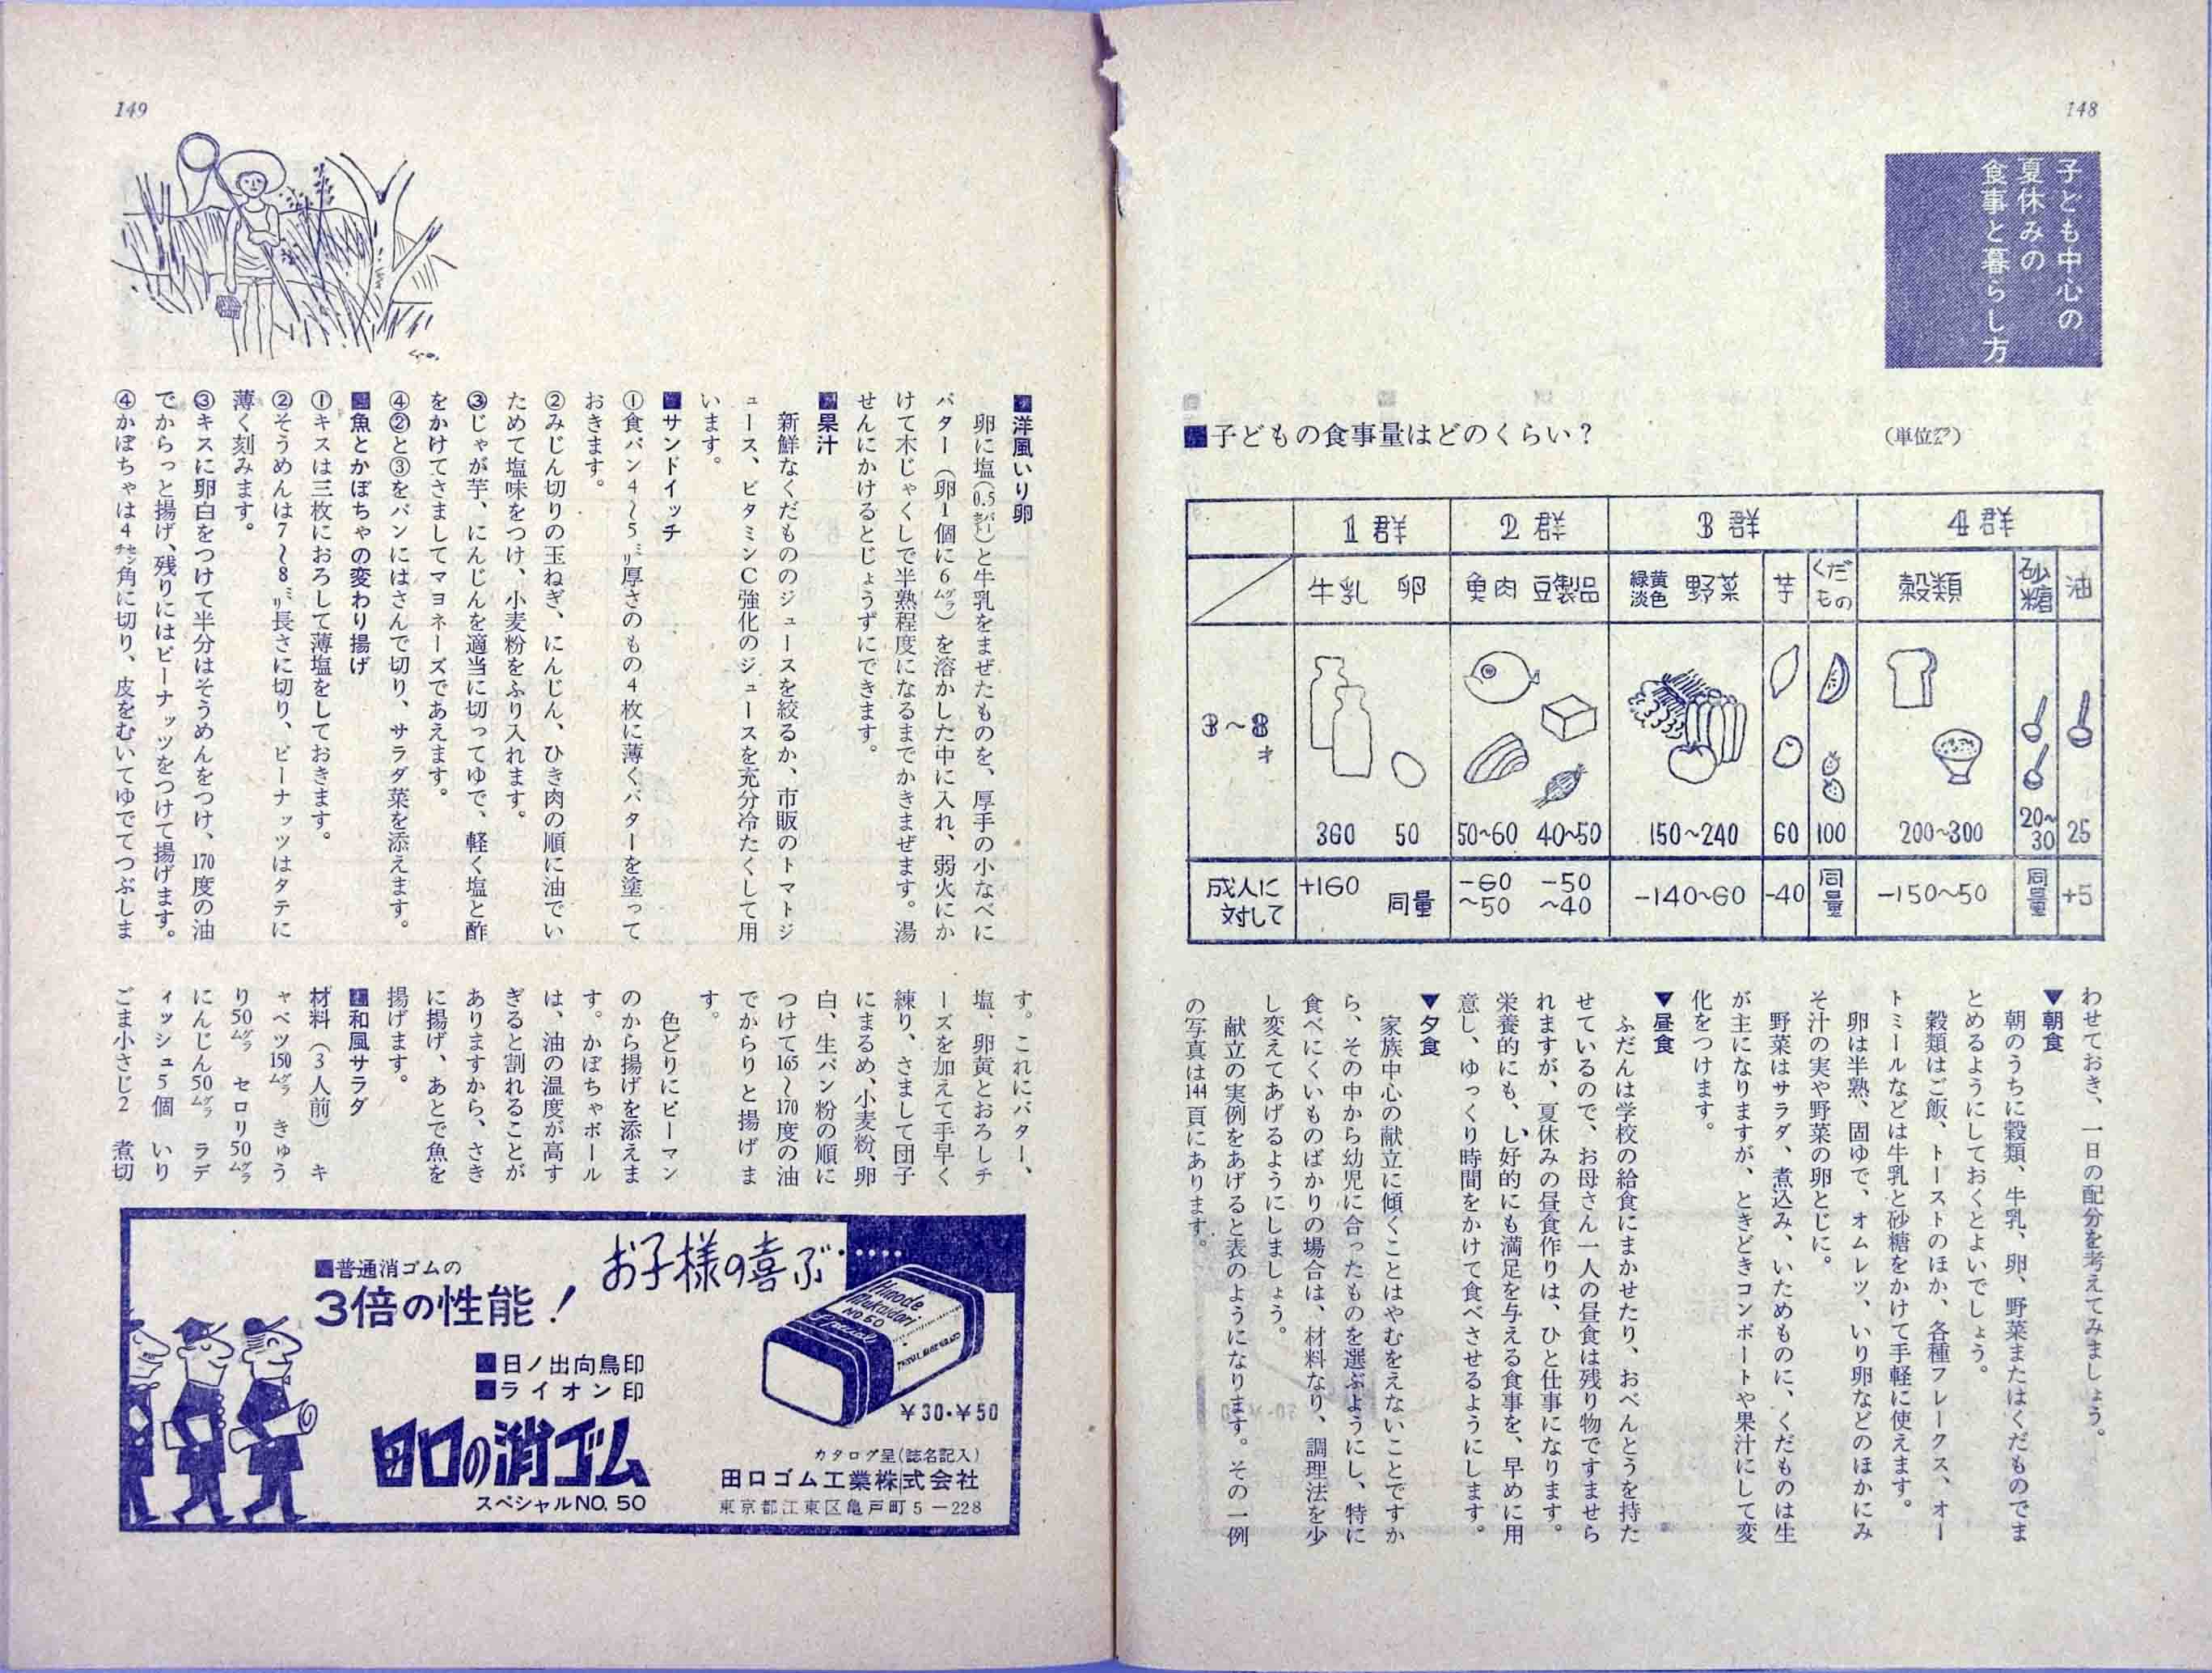 148
子ども中心の
夏休みの
食事と暮らし方
■子どもの食事量はどのくらい？
(単位㌘)
1群 2群 3群 4群
牛乳 卵 魚肉 豆製品 緑黄淡色 野菜 芋 くだもの 穀類 砂糖 油
3〜8才
360 50 50~60 40~50 150~240 60 100 200~300 20~30 25
成人に対して
+160 同量 -60~50 -50~40 -140~60 -40 同量 -150~50 同量 +5
わせておき、一日の配分を考えてみましょう。
▼朝食
朝のうちに穀類、牛乳、卵、野菜またはくだものでま
とめるようにしておくとよいでしょう。
穀類はご飯、トーストのほか、各種フレークス、オー
トミールなどは牛乳と砂糖をかけて手軽に使えます。
卵は半熟、固ゆで、オムレツ、いり卵などのほかにみ
そ汁の実や野菜の卵とじに。
野菜はサラダ、煮込み、いためものに、くだものは生
が主になりますが、ときどきコンポートや果汁にして変
化をつけます。
▼昼食
ふだんは学校の給食にまかせたり、おべんとうを持た
せているので、お母さん一人の昼食は残り物ですませら
れますが、夏休みの昼食作りは、ひと仕事になります。
栄養的にも、し好的にも満足を与える食事を、早めに用
意し、ゆっくり時間をかけて食べさせるようにします。
▼夕食
家族中心の献立に傾くことはやむをえないことですか
ら、その中から幼児に合ったものを選ぶようにし、特に
食べにくいものばかりの場合は、材料なり、調理法を少
し変えてあげるようにしましょう。
献立の実例をあげると表のようになります。その一例
の写真は144頁にあります。
149
■洋風いり卵
卵に塩(0.5㌫)と牛乳をまぜたものを、厚手の小なべに
バター（卵1個に6㌘）を溶かした中に入れ、弱火にか
けて木じゃくしで半熟程度になるまでかきまぜます。湯
せんにかけるとじょうずにできます。
■果汁
新鮮なくだもののジュースを絞るか、市販のトマトジ
ュース、ビタミンC強化のジュースを充分冷たくして用
います。
■サンドイッチ
①食パン4〜5㍉厚さのもの4枚に薄くバターを塗って
おきます。
②みじん切りの玉ねぎ、にんじん、ひき肉の順に油でい
ためて塩味をつけ、小麦粉をふり入れます。
③じゃが芋、にんじんを適当に切ってゆで、軽く塩と酢
をかけてさましてマヨネーズであえます。
④②と③をパンにはさんで切り、サラダ菜を添えます。
■魚とかぼちゃの変わり揚げ
①キスは三枚におろして薄塩をしておきます。
②そうめんは7〜8㍉長さに切り、ピーナッツはタテに
薄く刻みます。
③キスに卵白をつけて半分はそうめんをつけ、170度の油
でからっと揚げ、残りにはピーナッツをつけて揚げます。
④かぼちゃは4㌢角に切り、皮をむいてゆでてつぶしま
す。これにバター、
塩、卵黄とおろしチ
ーズを加えて手早く
練り、さまして団子
にまるめ、小麦粉、卵
白、生パン粉の順に
つけて165〜170度の油
でからりと揚げま
す。
色どりにピーマン
のから揚げを添えま
す。かぼちゃボール
は、油の温度が高す
ぎると割れることが
ありますから、さき
に揚げ、あとで魚を
揚げます。
■和風サラダ
材料（3人前） キ
ャベツ150㌘ きゅう
り50㌘ セロリ50㌘
にんじん50㌘ ラデ
ィッシュ5個 いり
ごま小さじ2 煮切
お子様の喜ぶ……
■普通消ゴムの
3倍の性能！
Hinode
Mukaidori
NO 50
Special
■日ノ出向鳥印
■ライオン印
¥30・¥50
田口の消ゴム
スペシャルNO. 50
カタログ呈(誌名記入)
田口ゴム工業株式会社
東京都江東区亀戸町5－228